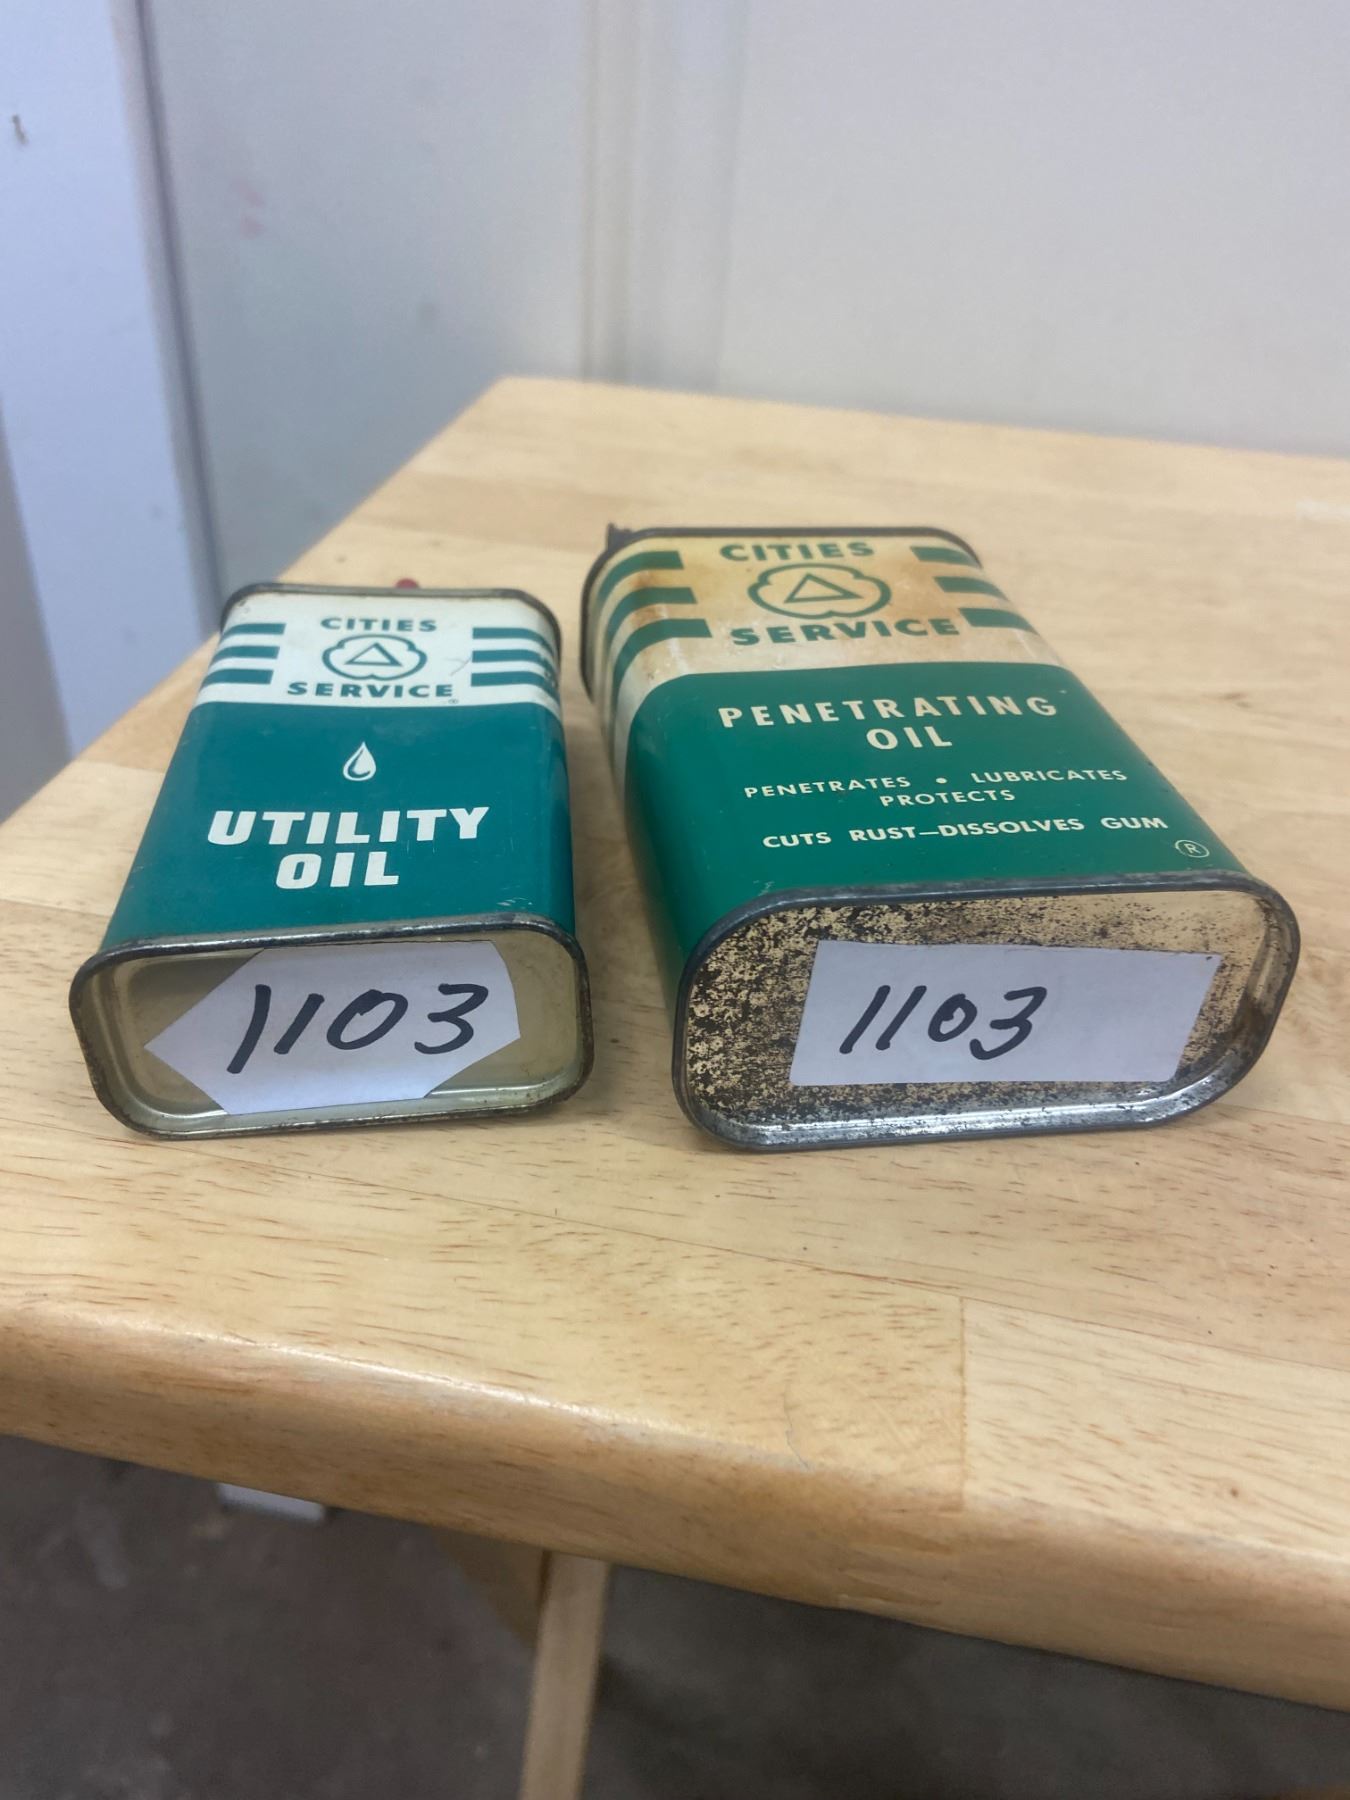 CITIES
SERVICE
®
UTILITY
OIL
1103
CITIES
SERVICE
PENETRATING
OIL
PENETRATES • LUBRICATES
PROTECTS
CUTS RUST—DISSOLVES GUM
®
1103